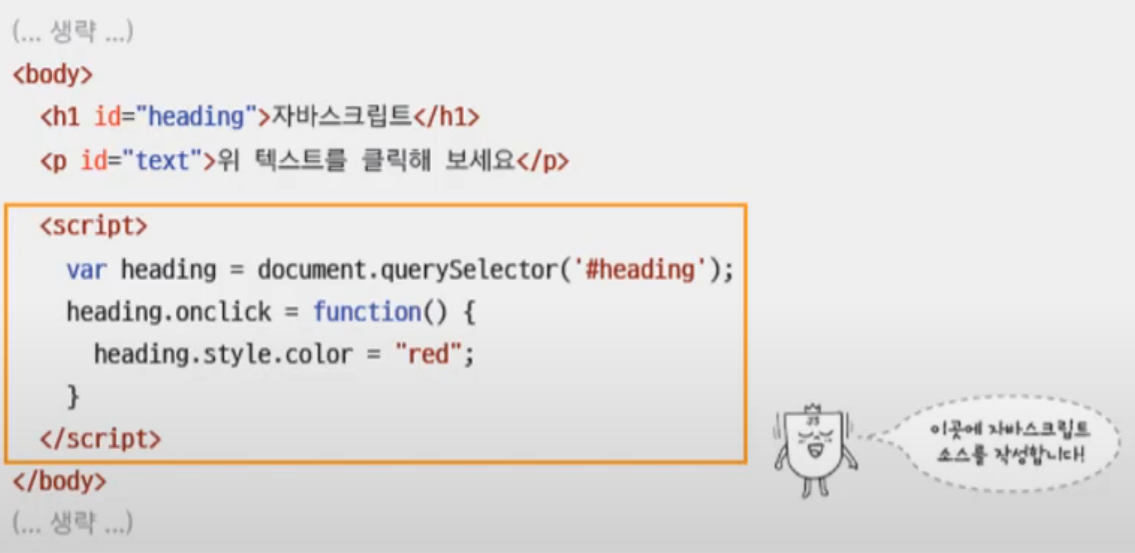 (... 생략 ...)
<body>
<h1 id="heading">자바스크립트</h1>
<p id="text">위 텍스트를 클릭해 보세요</p>
<script>
var heading = document.querySelector('#heading');
heading.onclick = function() {
heading.style.color = "red";
}
</script>
</body>
(... 생략 ...)
JS
이곳에 자바스크립트
소스를 작성합니다!